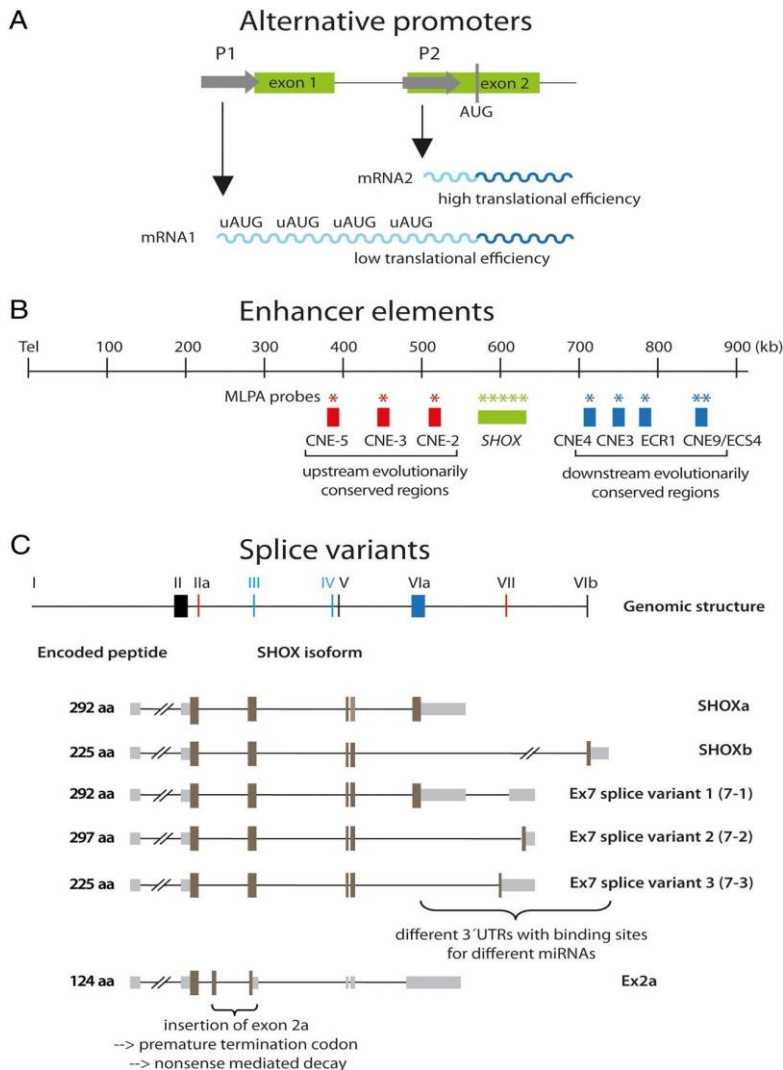 A
Alternative promoters
P1 P2
exon 1 exon 2
AUG
mRNA2
high translational efficiency
uAUG uAUG uAUG uAUG
mRNA1
low translational efficiency
B
Enhancer elements
Tel 100 200 300 400 500 600 700 800 900 (kb)
MLPA probes * * * ***** * * * **
CNE-5 CNE-3 CNE-2 SHOX CNE4 CNE3 ECR1 CNE9/ECS4
upstream evolutionarily
conserved regions
downstream evolutionarily
conserved regions
C
Splice variants
I II IIa III IV V VIa VII VIb
Genomic structure
Encoded peptide SHOX isoform
292 aa SHOXa
225 aa SHOXb
292 aa Ex7 splice variant 1 (7-1)
297 aa Ex7 splice variant 2 (7-2)
225 aa Ex7 splice variant 3 (7-3)
different 3´UTRs with binding sites
for different miRNAs
124 aa Ex2a
insertion of exon 2a
--> premature termination codon
--> nonsense mediated decay